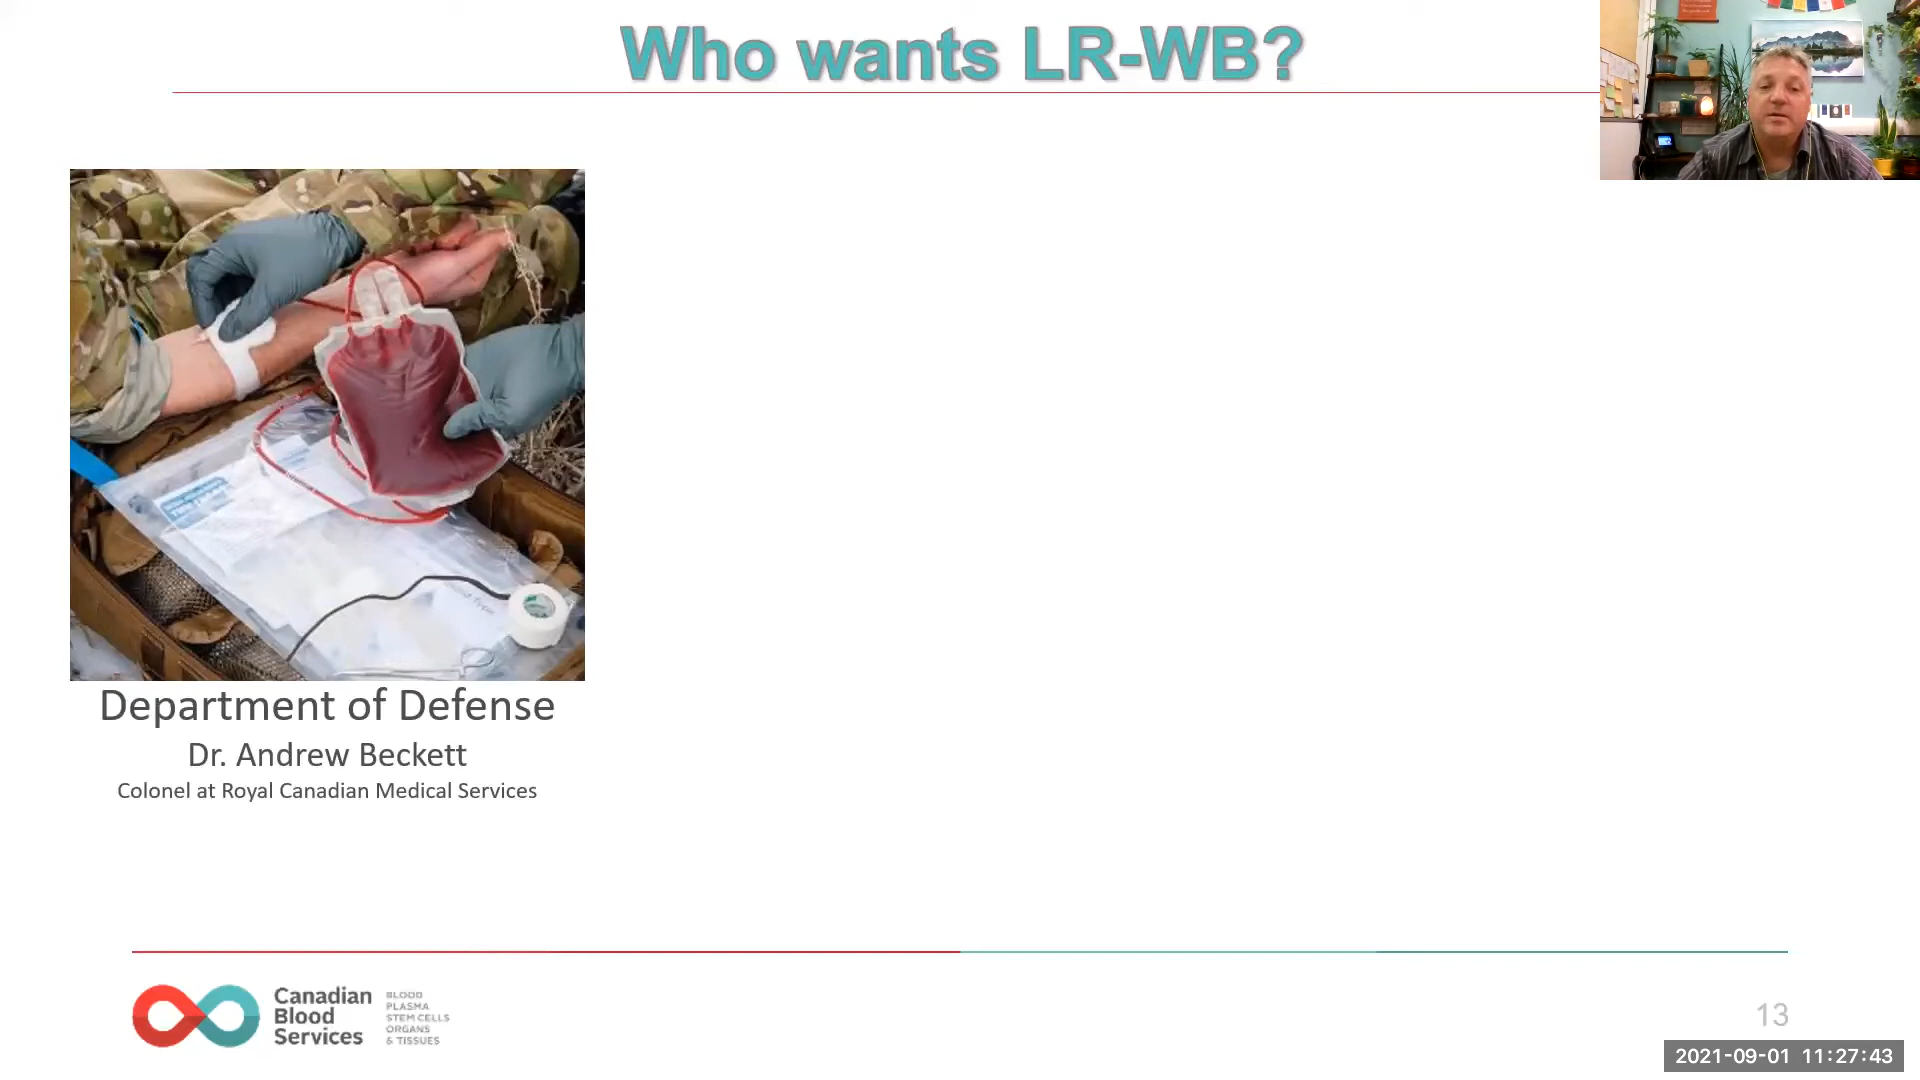 Who wants LR-WB?
Department of Defense
Dr. Andrew Beckett
Colonel at Royal Canadian Medical Services
Canadian
Blood
Services
BLOOD
PLASMA
STEM CELLS
ORGANS
& TISSUES
13
2021-09-01 11:27:43